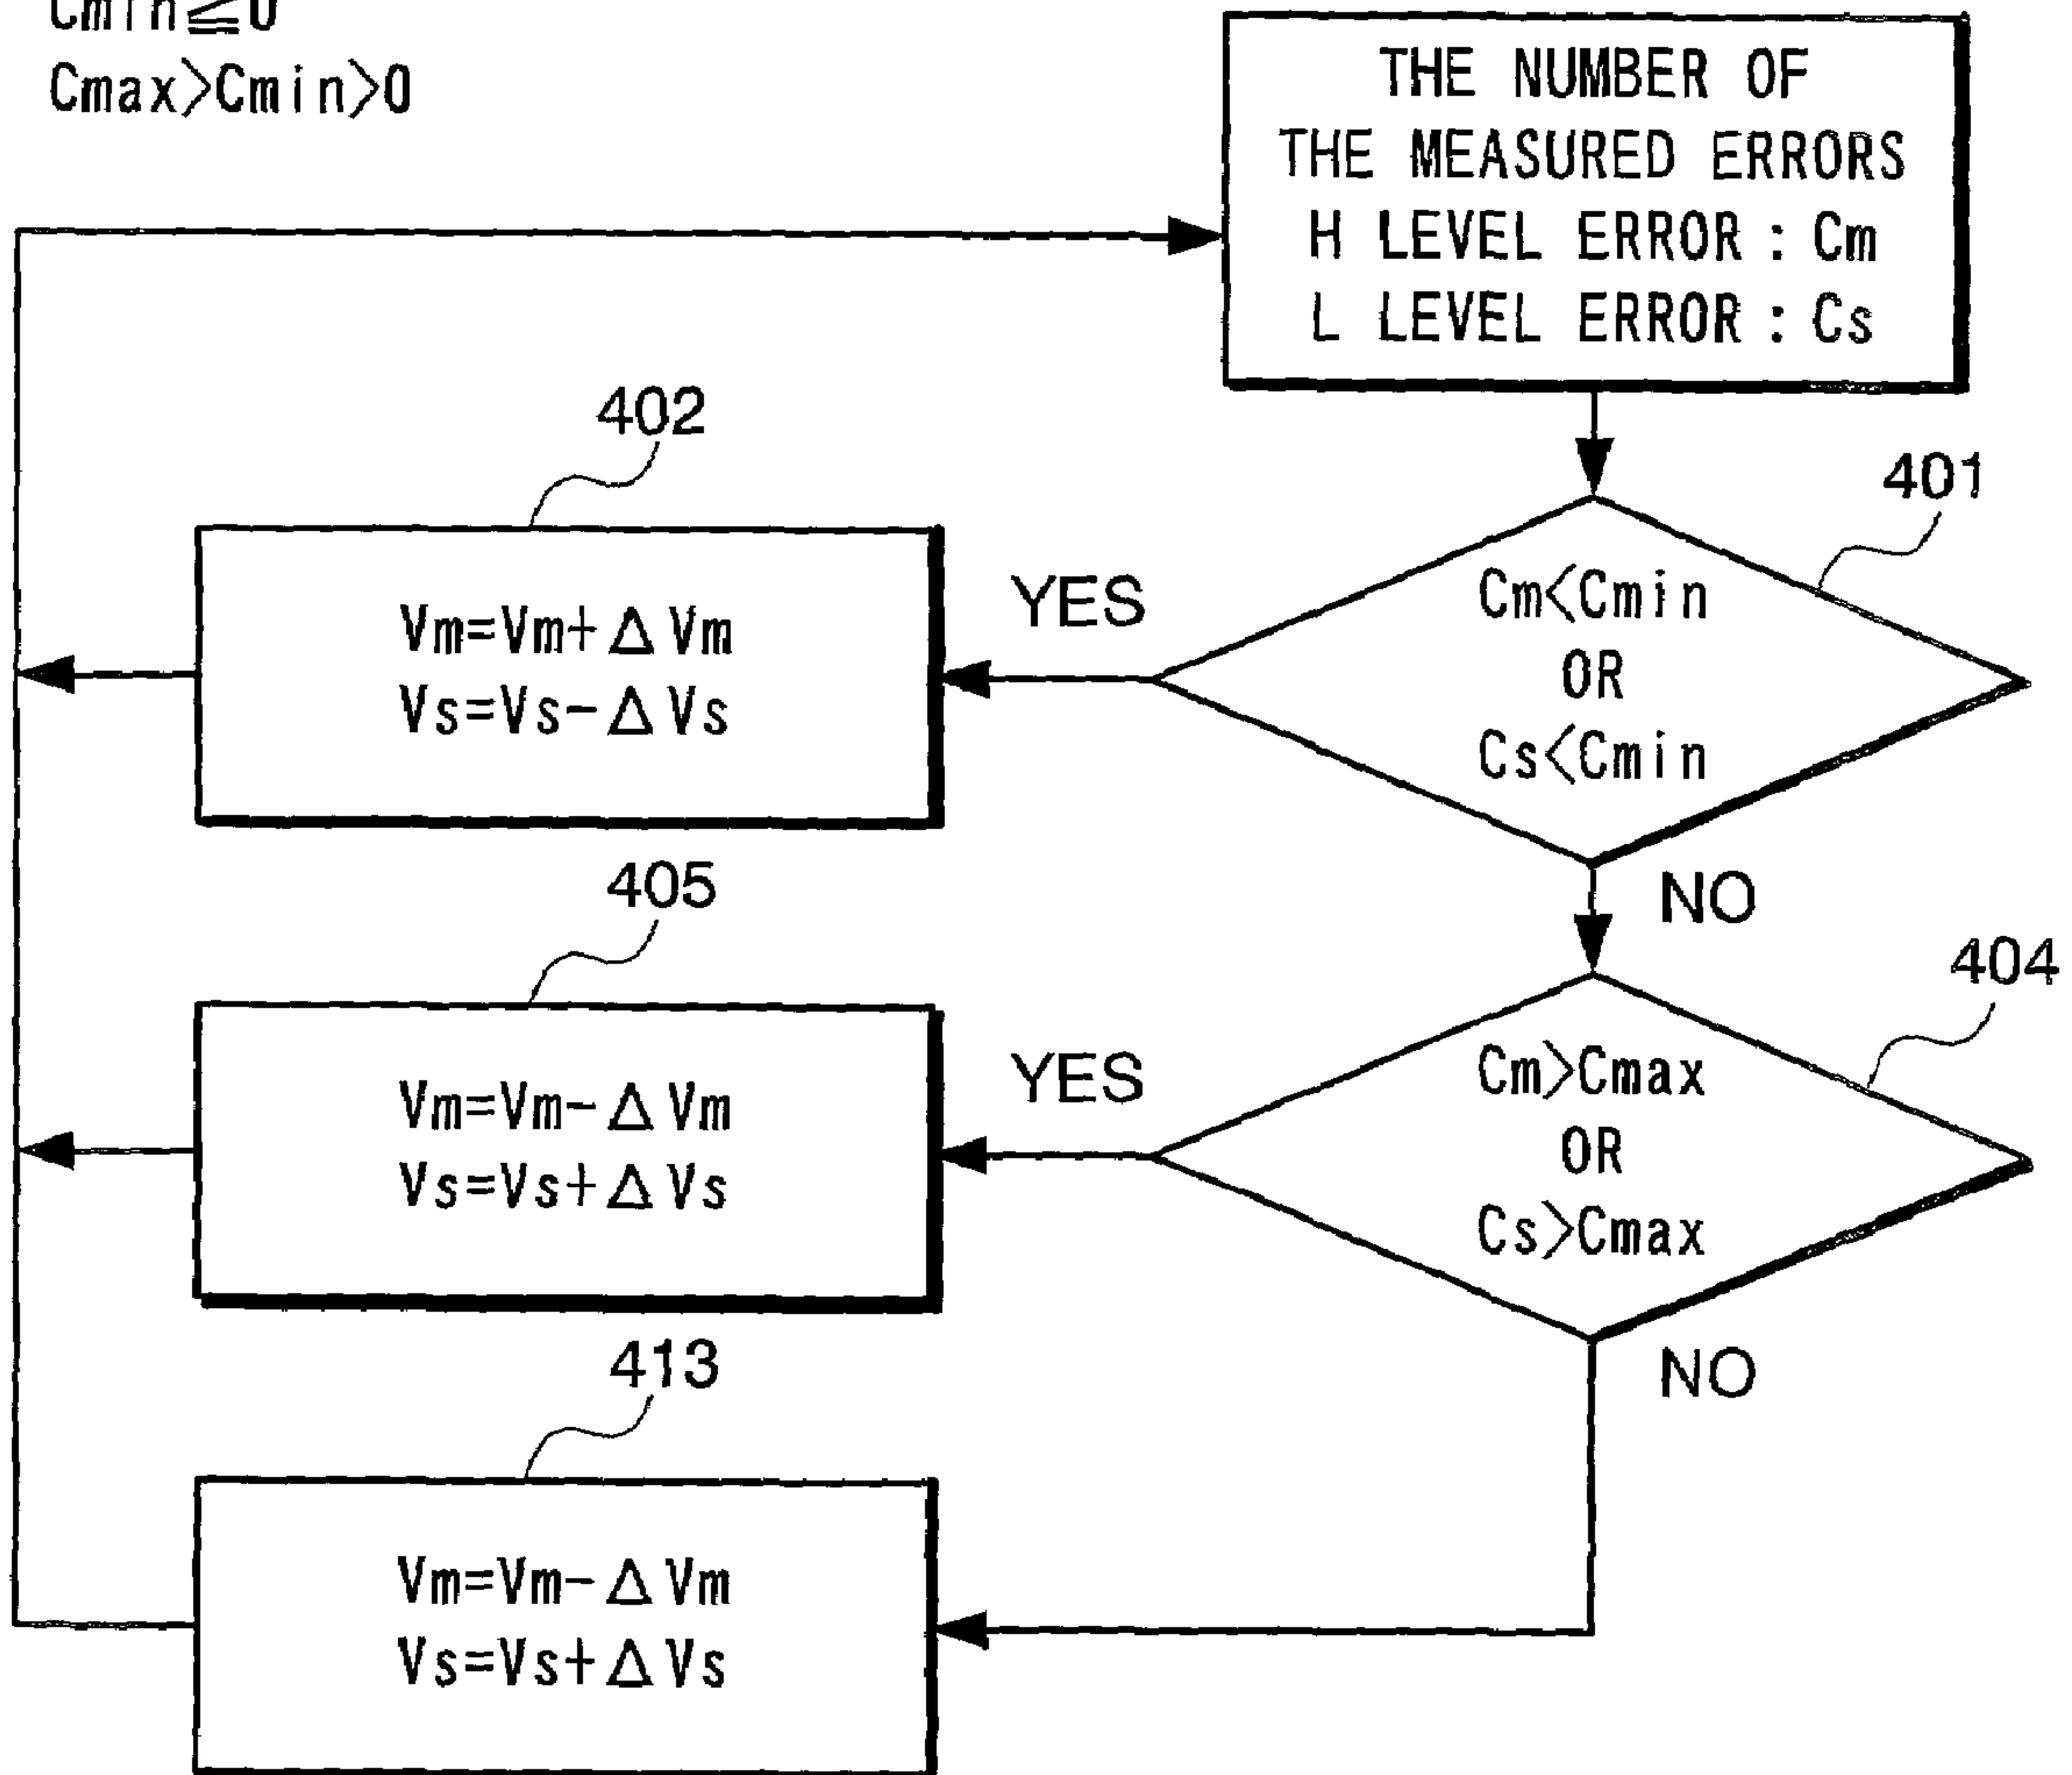 Cmin≦0
Cmax>Cmin>0
THE NUMBER OF
THE MEASURED ERRORS
H LEVEL ERROR : Cm
L LEVEL ERROR : Cs
402
401
Cm<Cmin
OR
Cs<Cmin
YES
Vm=Vm+ΔVm
Vs=Vs-ΔVs
NO
405
404
Cm>Cmax
OR
Cs>Cmax
YES
Vm=Vm-ΔVm
Vs=Vs+ΔVs
NO
413
Vm=Vm-ΔVm
Vs=Vs+ΔVs